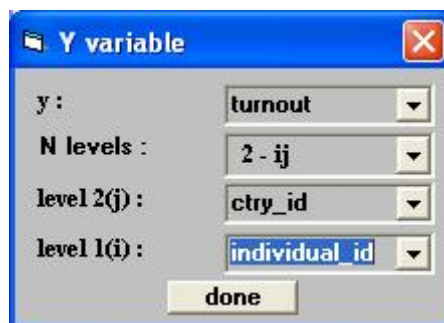 Y variable
y : turnout
N levels : 2 - ij
level 2(j) : ctry_id
level 1(i) : individual_id
done